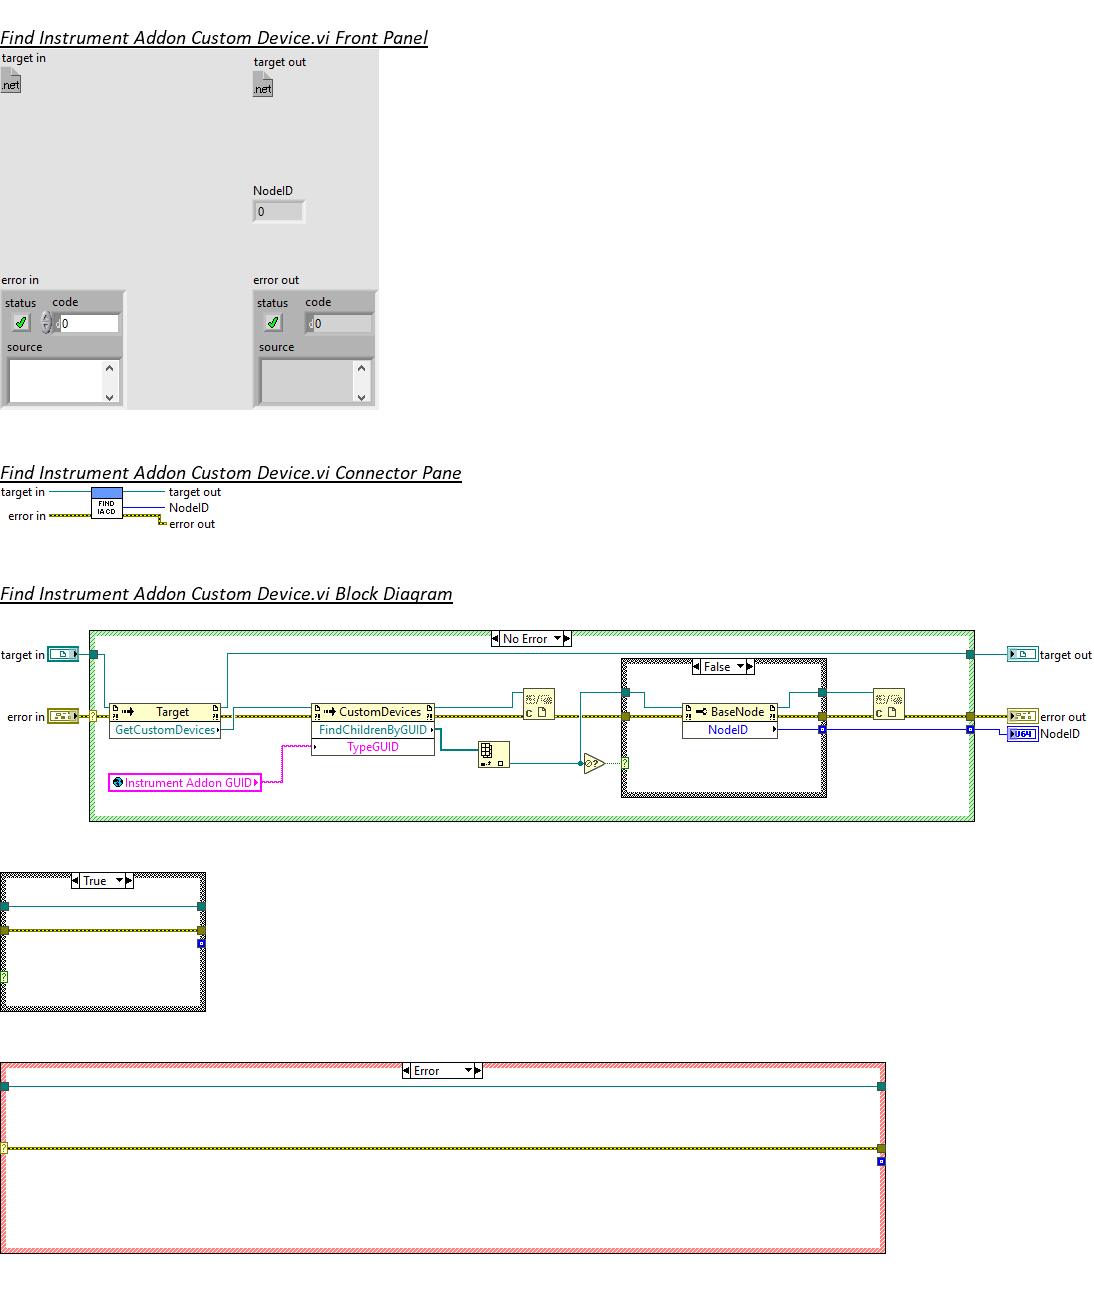 Find Instrument Addon Custom Device.vi Front Panel
target in
target out
.net
.net
NodeID
0
error in
error out
status code
status code
0
0
source
source
Find Instrument Addon Custom Device.vi Connector Pane
target in
target out
FIND
IA CD
NodeID
error in
error out
Find Instrument Addon Custom Device.vi Block Diagram
No Error
target in
target out
False
error in
Target
CustomDevices
BaseNode
error out
GetCustomDevices
FindChildrenByGUID
NodeID
U64
NodeID
TypeGUID
Instrument Addon GUID
True
Error